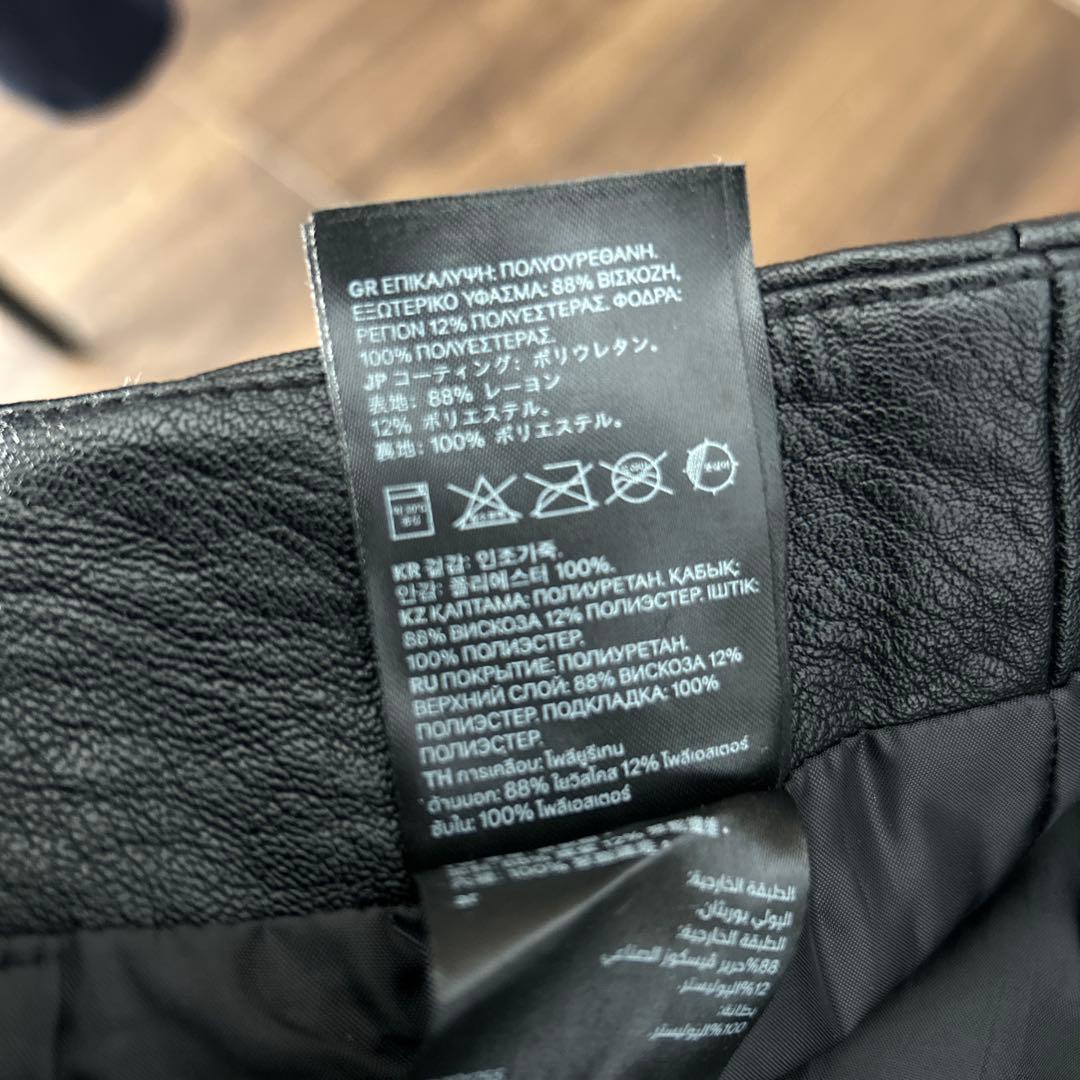 GR ΕΠΙΚΑΛΥΨΗ: ΠΟΛΥΟΥΡΕΘΑΝΗ.
ΕΞΩΤΕΡΙΚΟ ΥΦΑΣΜΑ: 88% ΒΙΣΚΟΖΗ,
ΡΕΓΙΟΝ 12% ΠΟΛΥΕΣΤΕΡΑΣ. ΦΟΔΡΑ:
100% ΠΟΛΥΕΣΤΕΡΑΣ.
JP コーティング: ポリウレタン。
表地: 88% レーヨン
12% ポリエステル。
裏地: 100% ポリエステル。
KR 겉감: 인조가죽.
안감: 폴리에스터 100%.
KZ ҚАПТАМА: ПОЛИУРЕТАН. ҚАБЫҚ:
88% ВИСКОЗА 12% ПОЛИЭСТЕР. ІШТІК:
100% ПОЛИЭСТЕР.
RU ПОКРЫТИЕ: ПОЛИУРЕТАН.
ВЕРХНИЙ СЛОЙ: 88% ВИСКОЗА 12%
ПОЛИЭСТЕР. ПОДКЛАДКА: 100%
ПОЛИЭСТЕР.
TH การเคลือบ: โพลียูรีเทน
ด้านนอก: 88% ใยวิสโคส 12% โพลีเอสเตอร์
ซับใน: 100% โพลีเอสเตอร์
الطبقة الخارجية:
البولي يوريثان.
الطبقة الخارجية:
88%حرير فيسكوز الصناعي
12%البوليستر.
بطانة:
100%البوليستر.